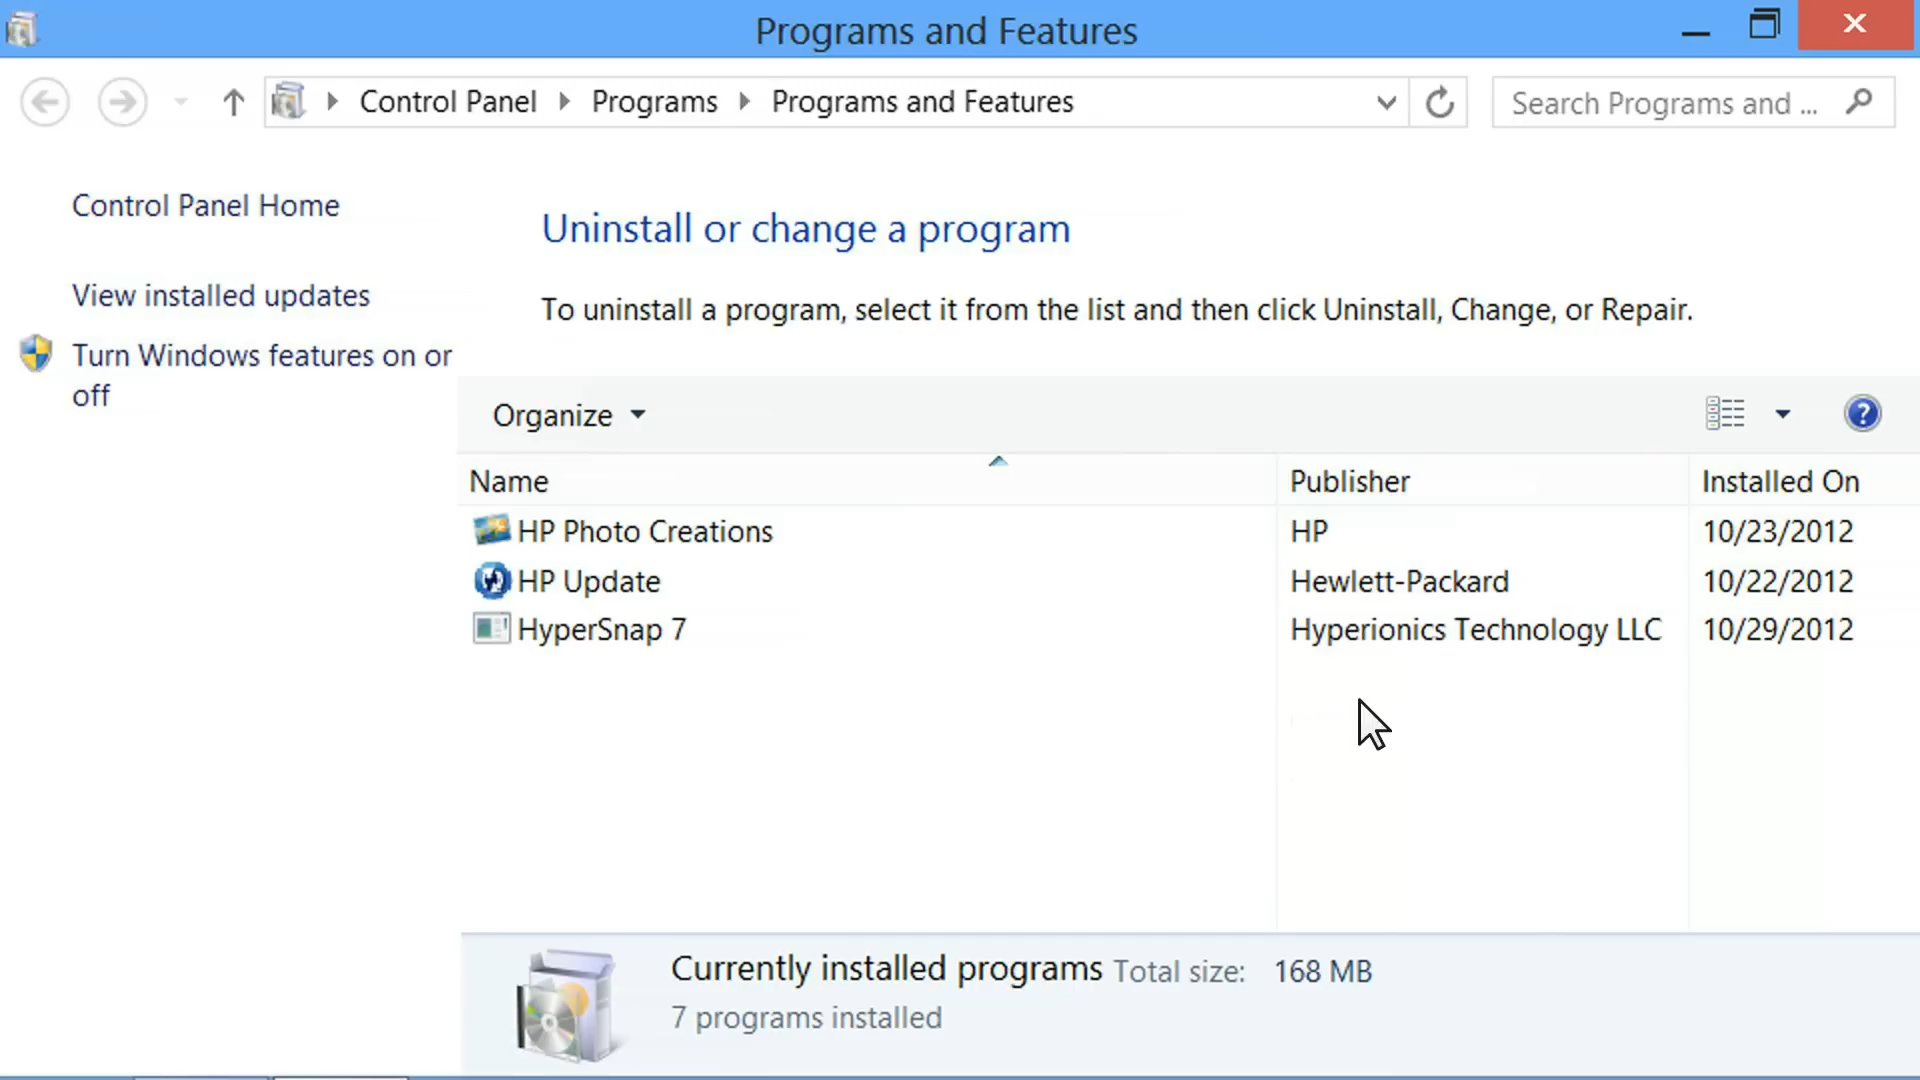 Programs and Features
Control Panel Programs Programs and Features
Search Programs and ...
Control Panel Home
View installed updates
Turn Windows features on or
off
Uninstall or change a program
To uninstall a program, select it from the list and then click Uninstall, Change, or Repair.
Organize
Name Publisher Installed On
HP Photo Creations HP 10/23/2012
HP Update Hewlett-Packard 10/22/2012
HyperSnap 7 Hyperionics Technology LLC 10/29/2012
Currently installed programs Total size: 168 MB
7 programs installed